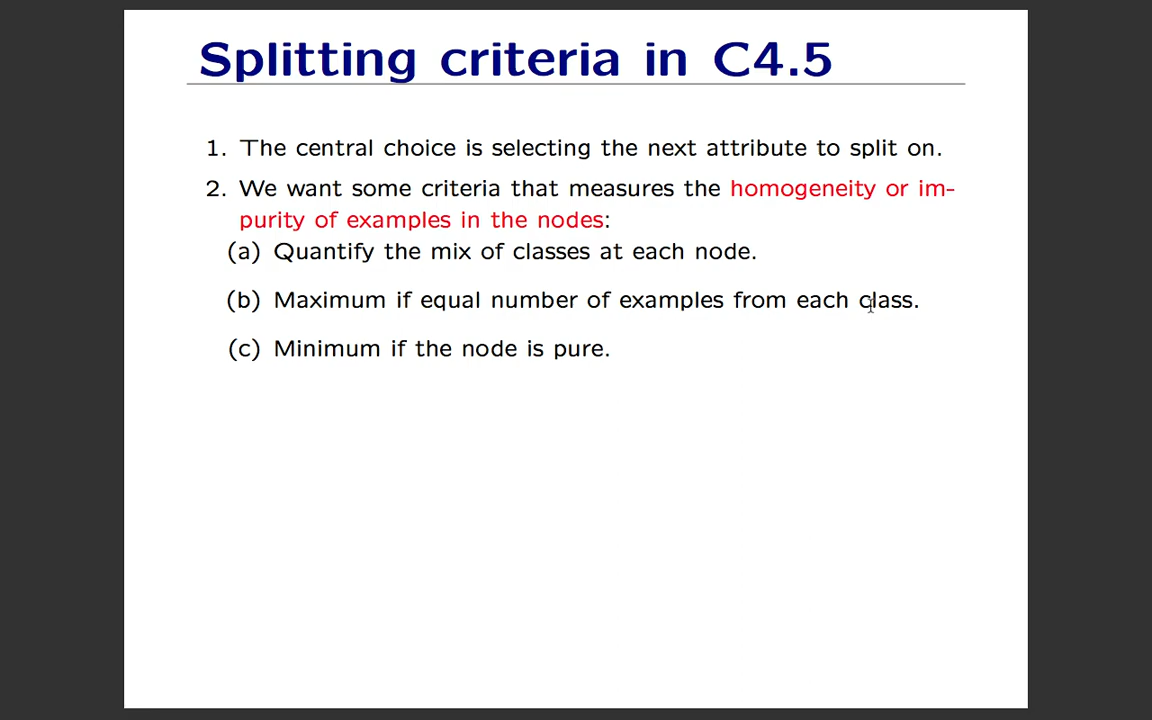 Splitting criteria in C4.5
1. The central choice is selecting the next attribute to split on.
2. We want some criteria that measures the homogeneity or im-
purity of examples in the nodes:
(a) Quantify the mix of classes at each node.
(b) Maximum if equal number of examples from each class.
(c) Minimum if the node is pure.